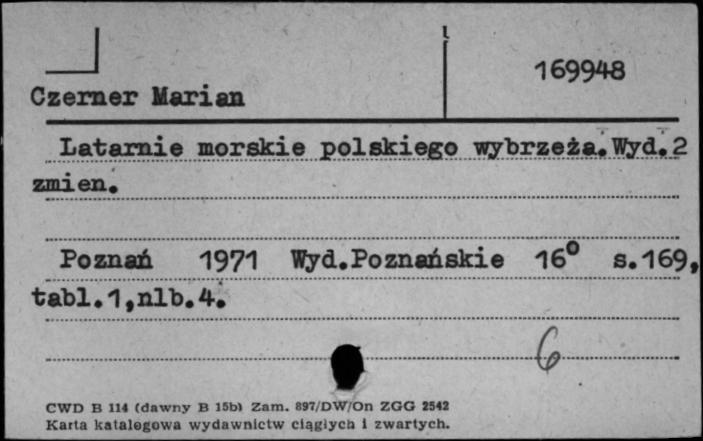 169948
Czerner Marian
Latarnie morskie polskiego wybrzeża.Wyd.2
zmien.
Poznań 1971 Wyd.Poznańskie 16° s.169,
tabl.1,nlb.4.
6
CWD B 114 (dawny B 15b) Zam. 897/DW/On ZGG 2542
Karta katalogowa wydawnictw ciągłych i zwartych.